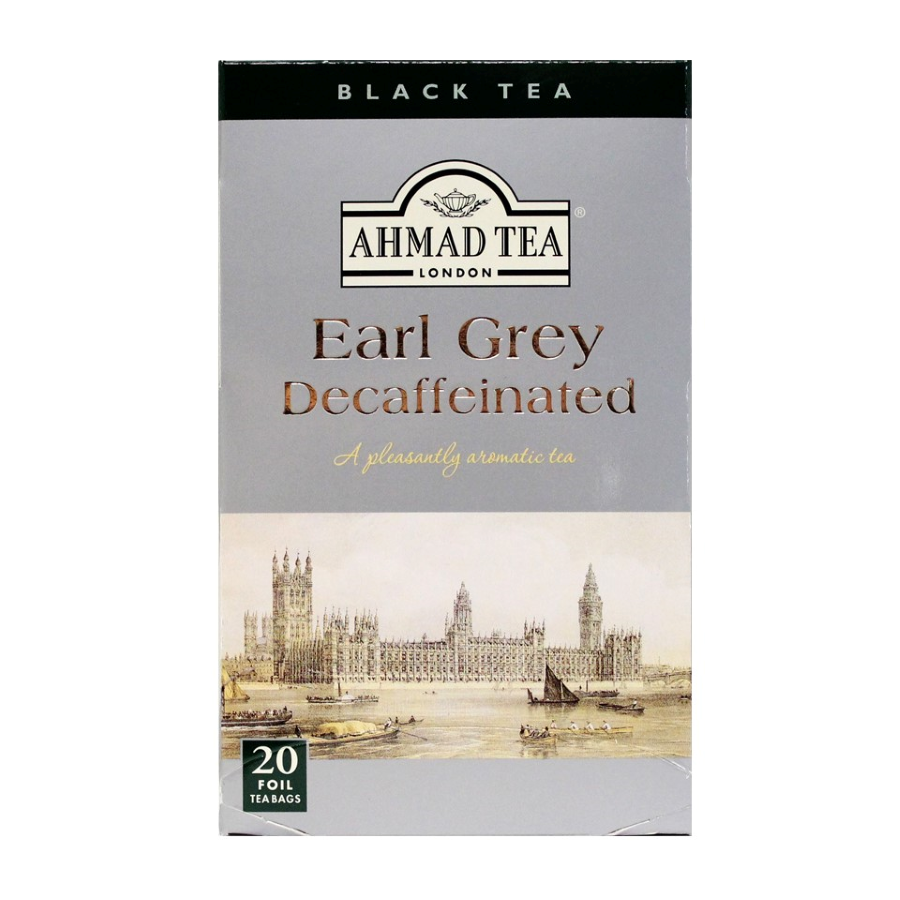 BLACK TEA
AHMAD TEA®
LONDON
Earl Grey
Decaffeinated
A pleasantly aromatic tea
20
FOIL
TEABAGS